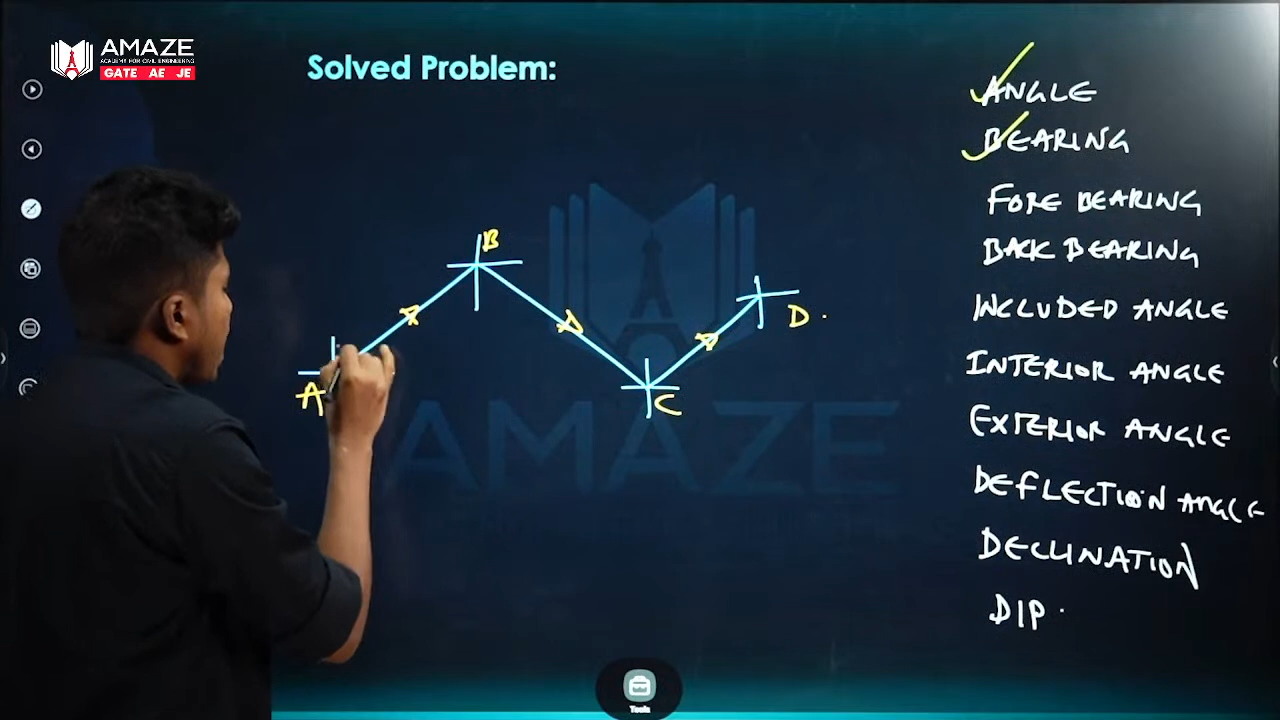 AMAZE
ACADEMY FOR CIVIL ENGINEERING
GATE AE JE
Solved Problem:
ANGLE
BEARING
FORE BEARING
BACK BEARING
INCLUDED ANGLE
INTERIOR ANGLE
EXTERIOR ANGLE
DEFLECTION ANGLE
DECLINATION
DIP.
B
D.
A
C
AMAZE
Tools